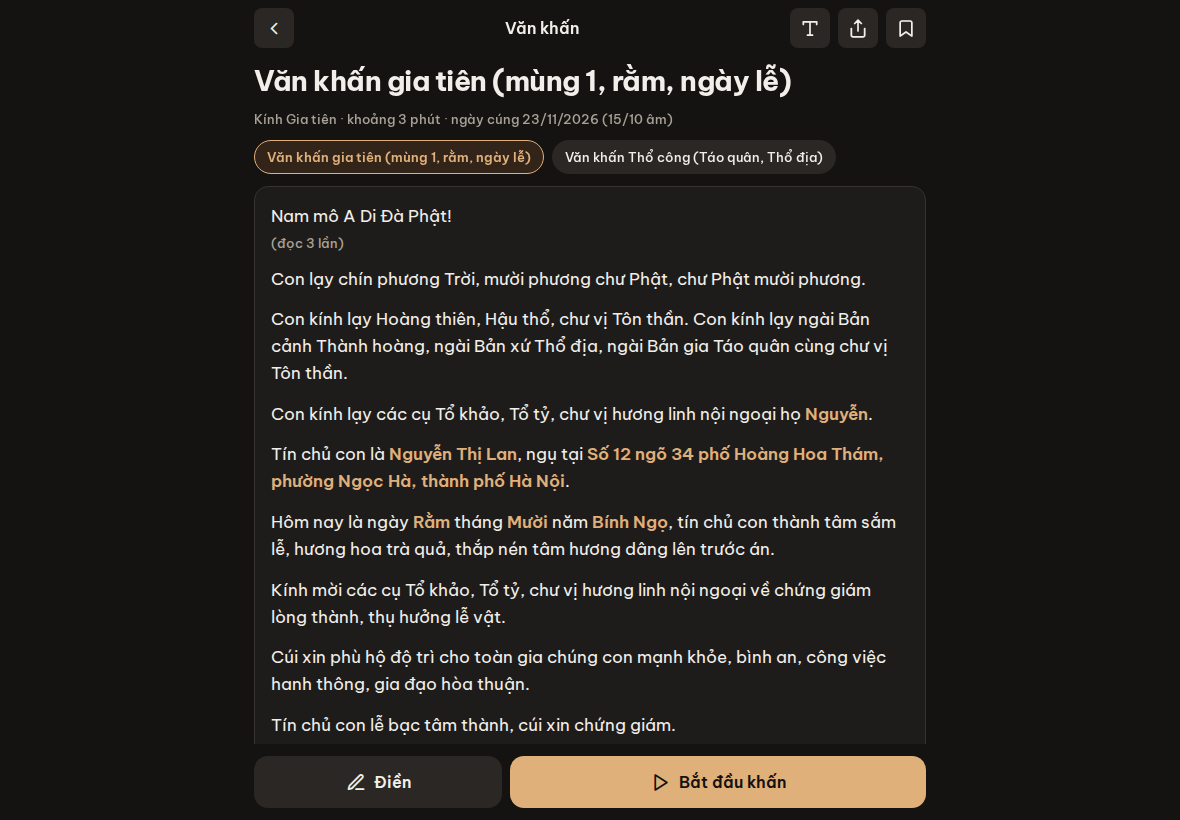 Văn khấn
Văn khấn gia tiên (mùng 1, rằm, ngày lễ)
Kính Gia tiên · khoảng 3 phút · ngày cúng 23/11/2026 (15/10 âm)
Văn khấn gia tiên (mùng 1, rằm, ngày lễ)
Văn khấn Thổ công (Táo quân, Thổ địa)
Nam mô A Di Đà Phật!
(đọc 3 lần)
Con lạy chín phương Trời, mười phương chư Phật, chư Phật mười phương.
Con kính lạy Hoàng thiên, Hậu thổ, chư vị Tôn thần. Con kính lạy ngài Bản
cảnh Thành hoàng, ngài Bản xứ Thổ địa, ngài Bản gia Táo quân cùng chư vị
Tôn thần.
Con kính lạy các cụ Tổ khảo, Tổ tỷ, chư vị hương linh nội ngoại họ Nguyễn.
Tín chủ con là Nguyễn Thị Lan, ngụ tại Số 12 ngõ 34 phố Hoàng Hoa Thám,
phường Ngọc Hà, thành phố Hà Nội.
Hôm nay là ngày Rằm tháng Mười năm Bính Ngọ, tín chủ con thành tâm sắm
lễ, hương hoa trà quả, thắp nén tâm hương dâng lên trước án.
Kính mời các cụ Tổ khảo, Tổ tỷ, chư vị hương linh nội ngoại về chứng giám
lòng thành, thụ hưởng lễ vật.
Cúi xin phù hộ độ trì cho toàn gia chúng con mạnh khỏe, bình an, công việc
hanh thông, gia đạo hòa thuận.
Tín chủ con lễ bạc tâm thành, cúi xin chứng giám.
Điền
Bắt đầu khấn